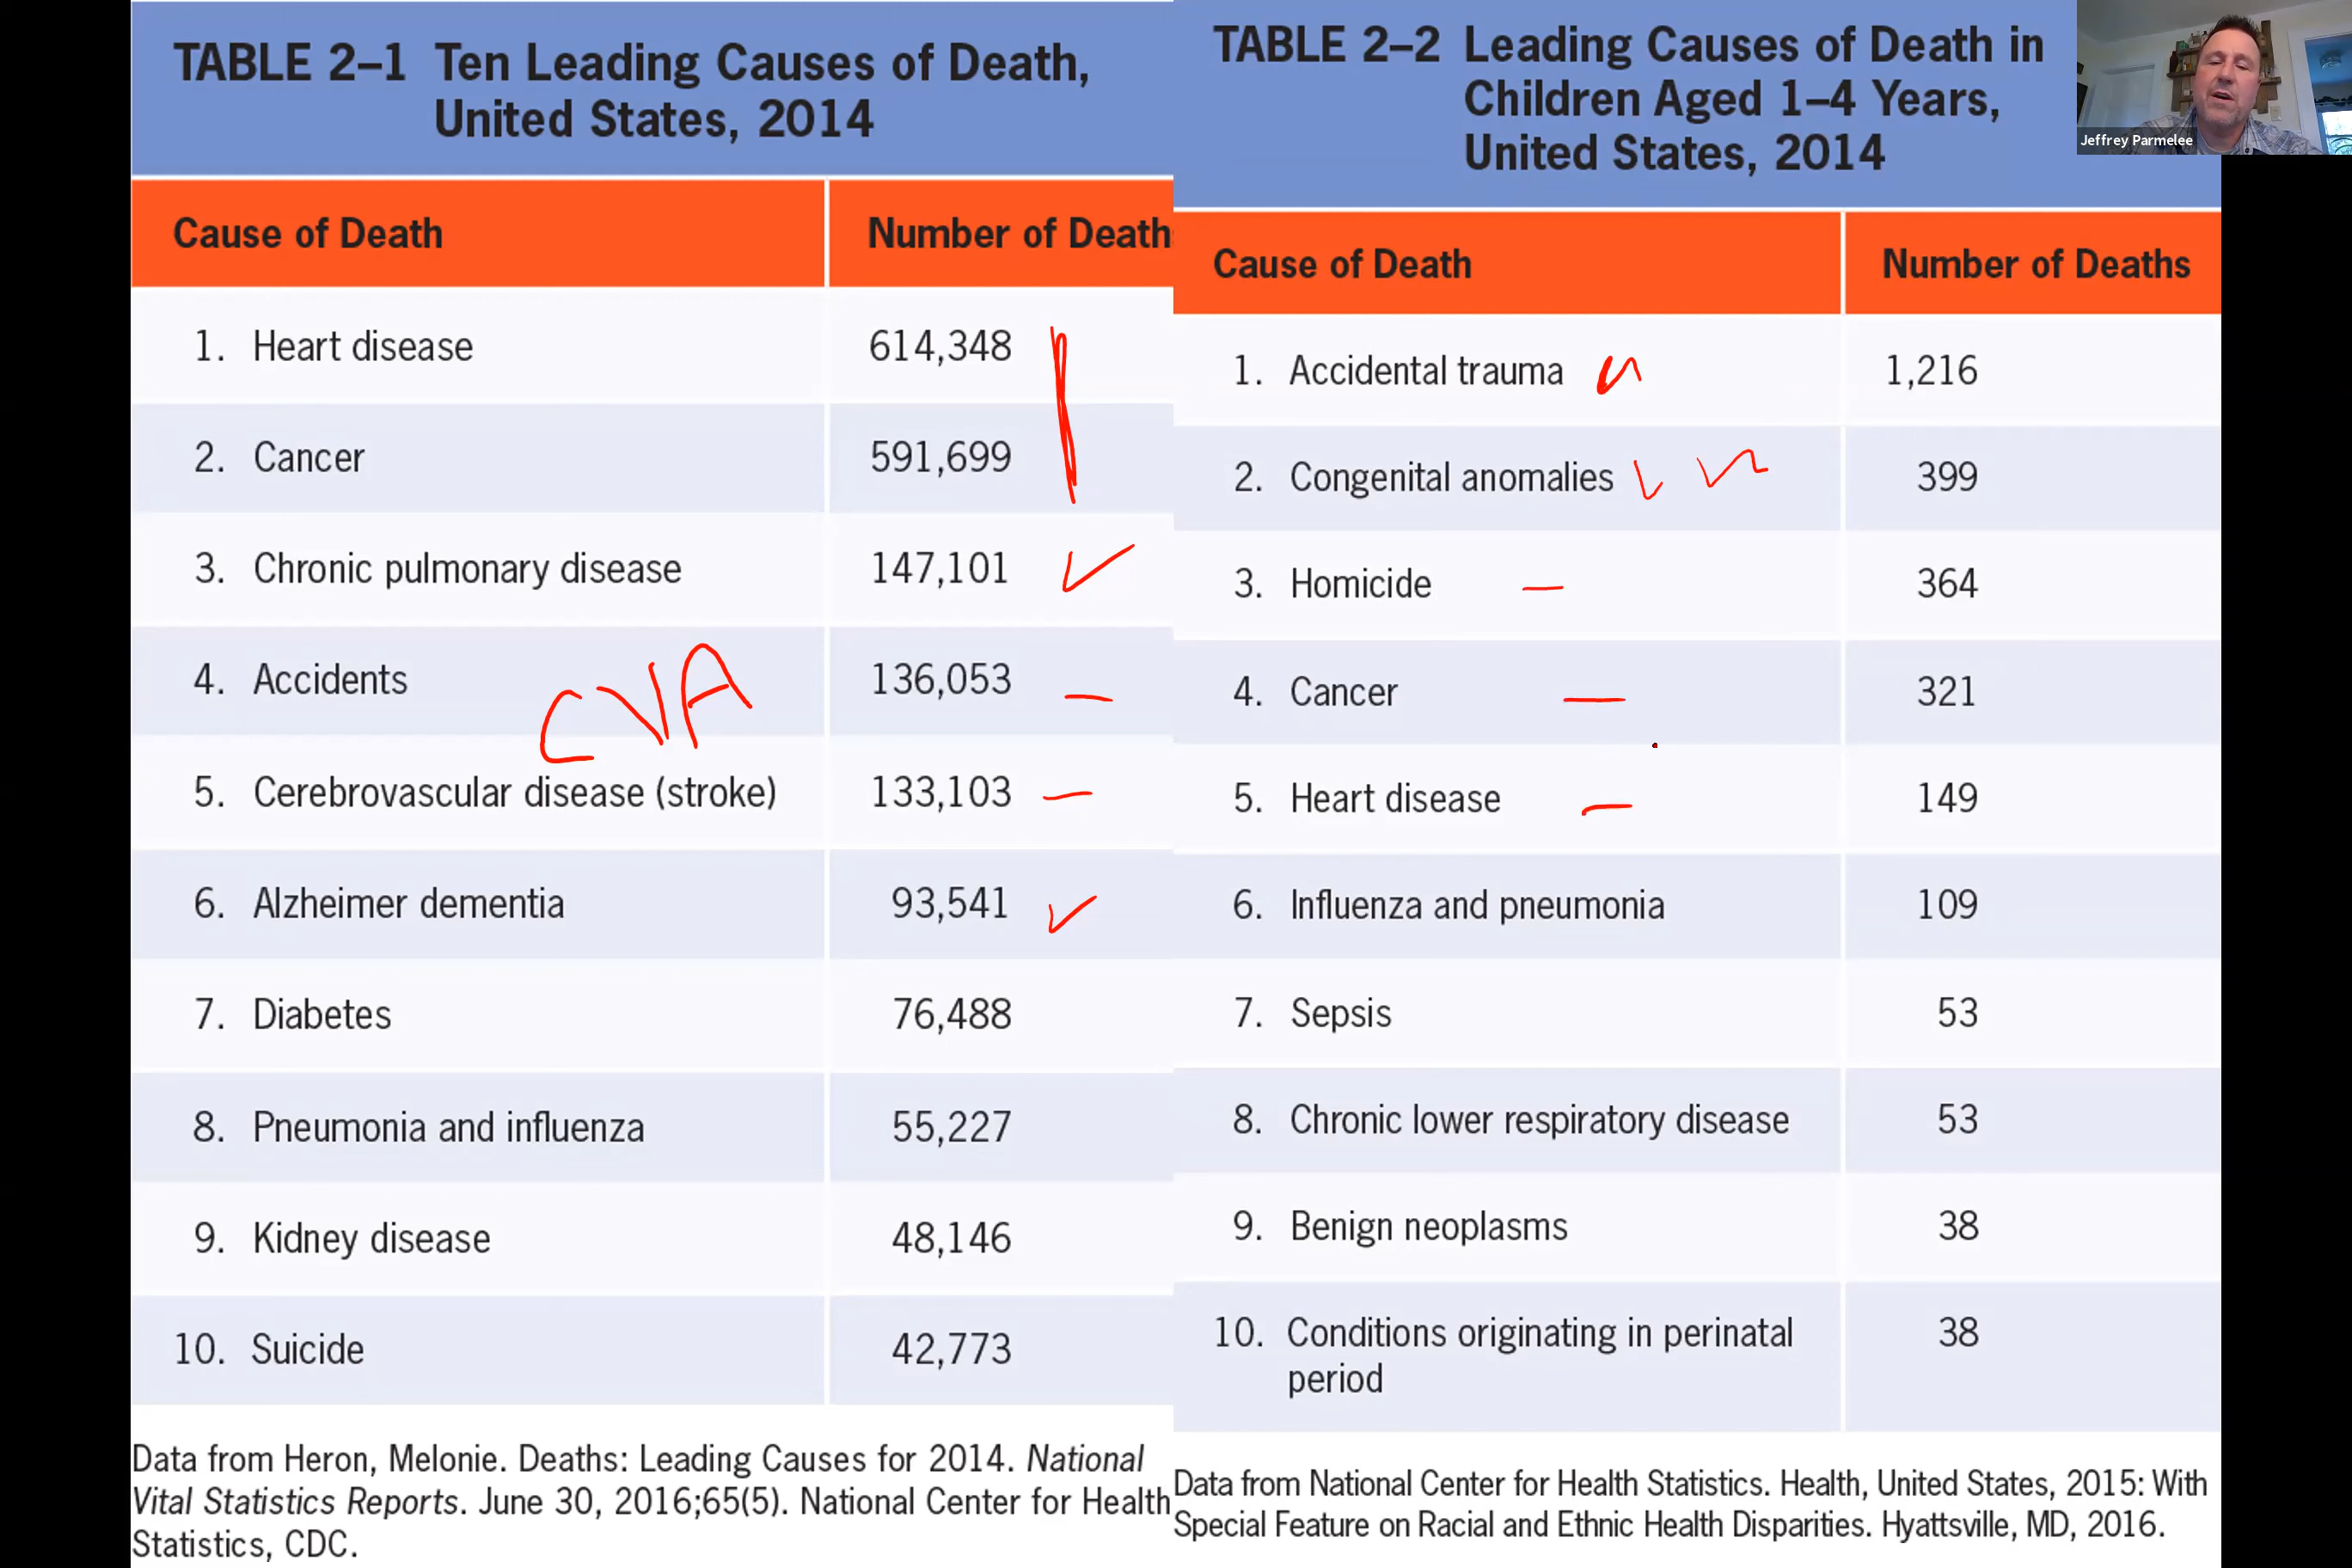 TABLE 2–1 Ten Leading Causes of Death,
United States, 2014
Cause of Death Number of Death
1. Heart disease 614,348
2. Cancer 591,699
3. Chronic pulmonary disease 147,101
4. Accidents 136,053
CVA
5. Cerebrovascular disease (stroke) 133,103
6. Alzheimer dementia 93,541
7. Diabetes 76,488
8. Pneumonia and influenza 55,227
9. Kidney disease 48,146
10. Suicide 42,773
Data from Heron, Melonie. Deaths: Leading Causes for 2014. National
Vital Statistics Reports. June 30, 2016;65(5). National Center for Health
Statistics, CDC.
TABLE 2–2 Leading Causes of Death in
Children Aged 1–4 Years,
United States, 2014
Cause of Death Number of Deaths
1. Accidental trauma 1,216
2. Congenital anomalies 399
3. Homicide 364
4. Cancer 321
5. Heart disease 149
6. Influenza and pneumonia 109
7. Sepsis 53
8. Chronic lower respiratory disease 53
9. Benign neoplasms 38
10. Conditions originating in perinatal 38
period
Data from National Center for Health Statistics. Health, United States, 2015: With
Special Feature on Racial and Ethnic Health Disparities. Hyattsville, MD, 2016.
Jeffrey Parmelee